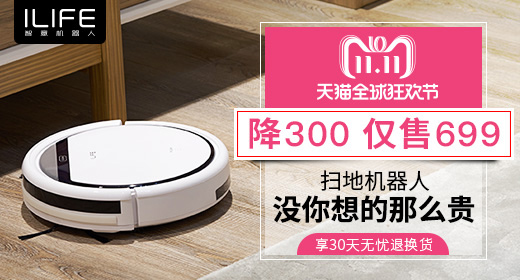 ILIFE
智意机器人
10
11.11
天猫全球狂欢节
降300 仅售699
扫地机器人
没你想的那么贵
享30天无忧退换货